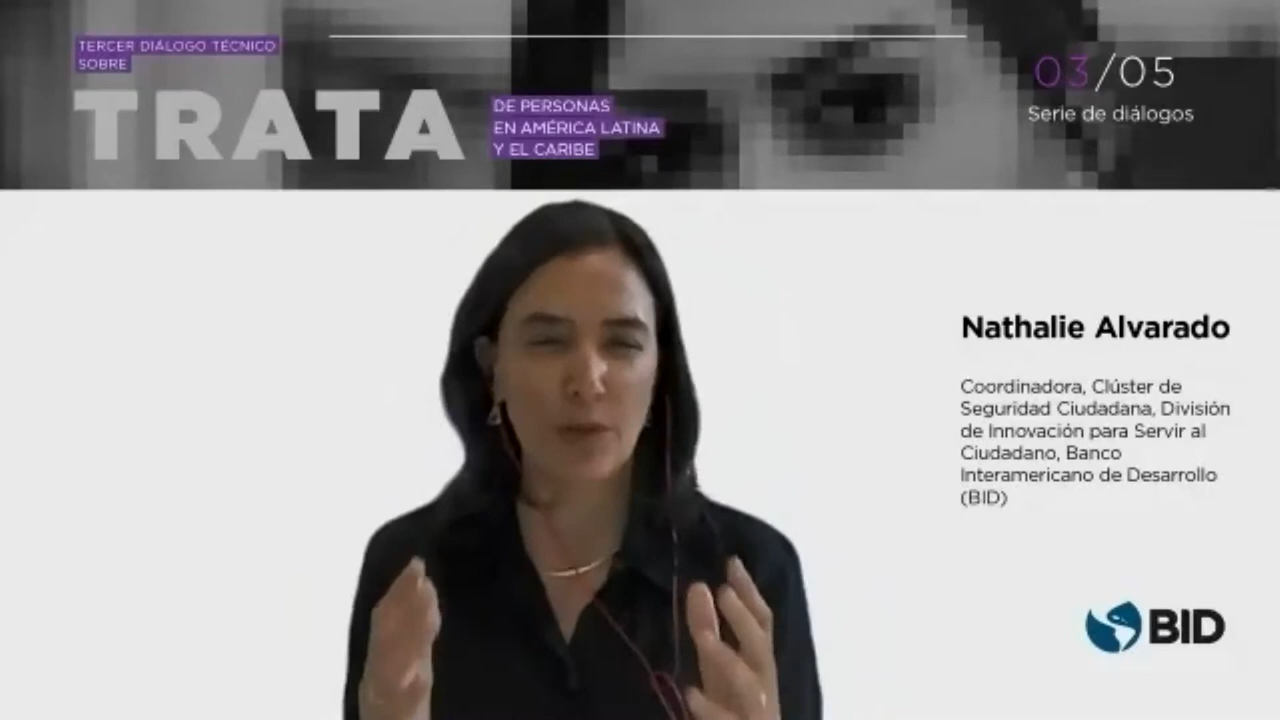 TERCER DIÁLOGO TÉCNICO
SOBRE
TRATA
DE PERSONAS
EN AMÉRICA LATINA
Y EL CARIBE
03/05
Serie de diálogos
Nathalie Alvarado
Coordinadora, Clúster de
Seguridad Ciudadana, División
de Innovación para Servir al
Ciudadano, Banco
Interamericano de Desarrollo
(BID)
BID